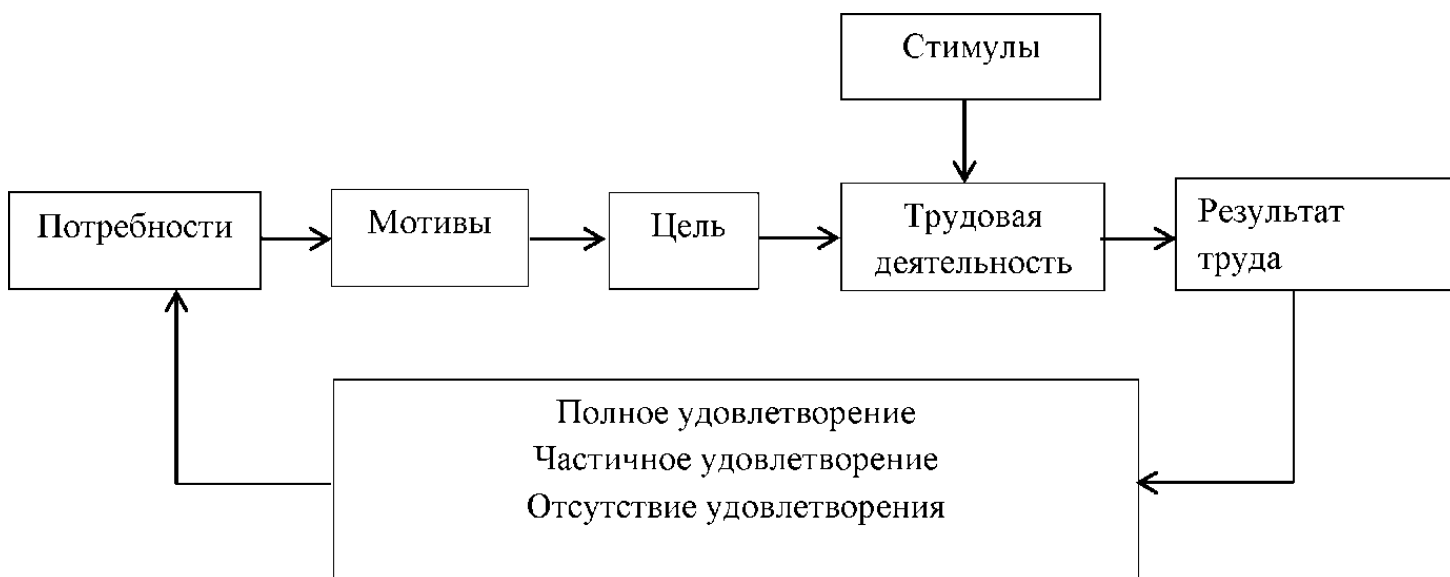 Стимулы
Потребности
Мотивы
Цель
Трудовая
деятельность
Результат
труда
Полное удовлетворение
Частичное удовлетворение
Отсутствие удовлетворения